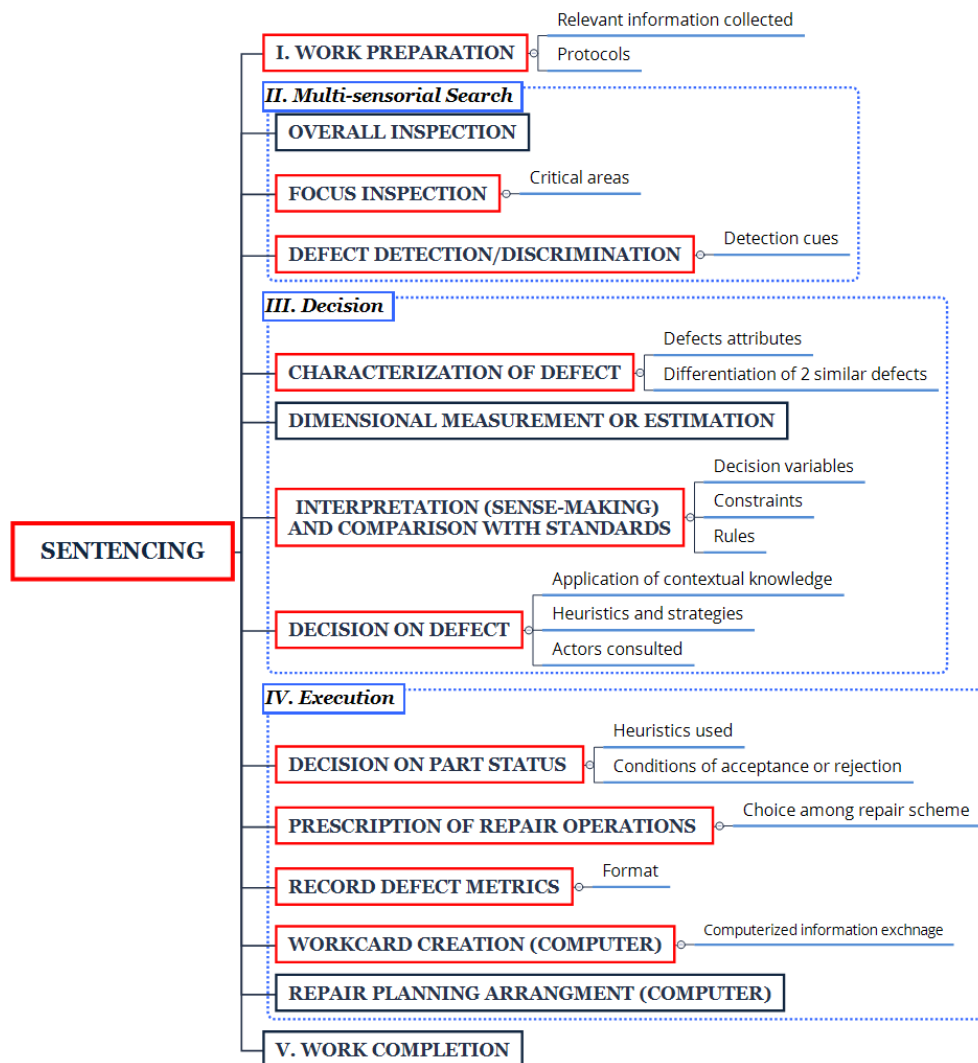 SENTENCING
I. WORK PREPARATION
Relevant information collected
Protocols
II. Multi-sensorial Search
OVERALL INSPECTION
FOCUS INSPECTION
Critical areas
DEFECT DETECTION/DISCRIMINATION
Detection cues
III. Decision
CHARACTERIZATION OF DEFECT
Defects attributes
Differentiation of 2 similar defects
DIMENSIONAL MEASUREMENT OR ESTIMATION
INTERPRETATION (SENSE-MAKING)
AND COMPARISON WITH STANDARDS
Decision variables
Constraints
Rules
DECISION ON DEFECT
Application of contextual knowledge
Heuristics and strategies
Actors consulted
IV. Execution
DECISION ON PART STATUS
Heuristics used
Conditions of acceptance or rejection
PRESCRIPTION OF REPAIR OPERATIONS
Choice among repair scheme
RECORD DEFECT METRICS
Format
WORKCARD CREATION (COMPUTER)
Computerized information exchnage
REPAIR PLANNING ARRANGMENT (COMPUTER)
V. WORK COMPLETION